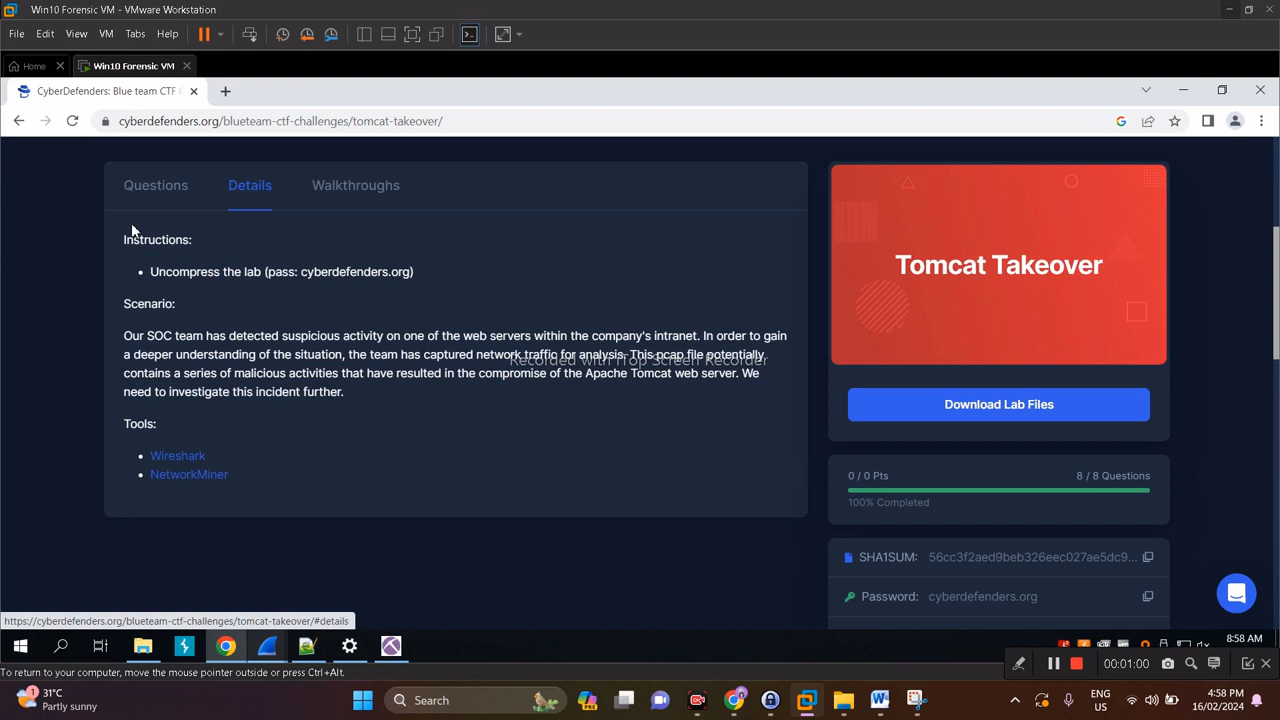 Win10 Forensic VM - VMware Workstation
File Edit View VM Tabs Help
Home Win10 Forensic VM
CyberDefenders: Blue team CTF C
cyberdefenders.org/blueteam-ctf-challenges/tomcat-takeover/
Questions Details Walkthroughs
Instructions:
• Uncompress the lab (pass: cyberdefenders.org)
Scenario:
Our SOC team has detected suspicious activity on one of the web servers within the company's intranet. In order to gain
a deeper understanding of the situation, the team has captured network traffic for analysis. This pcap file potentially
contains a series of malicious activities that have resulted in the compromise of the Apache Tomcat web server. We
need to investigate this incident further.
Tools:
• Wireshark
• NetworkMiner
Recorded with iTop Screen Recorder
Tomcat Takeover
Download Lab Files
0 / 0 Pts 8 / 8 Questions
100% Completed
SHA1SUM: 56cc3f2aed9beb326eec027ae5dc9...
Password: cyberdefenders.org
https://cyberdefenders.org/blueteam-ctf-challenges/tomcat-takeover/#details
8:58 AM
To return to your computer, move the mouse pointer outside or press Ctrl+Alt.
00:01:00
1
31°C
Partly sunny
Search
ENG
US
4:58 PM
16/02/2024